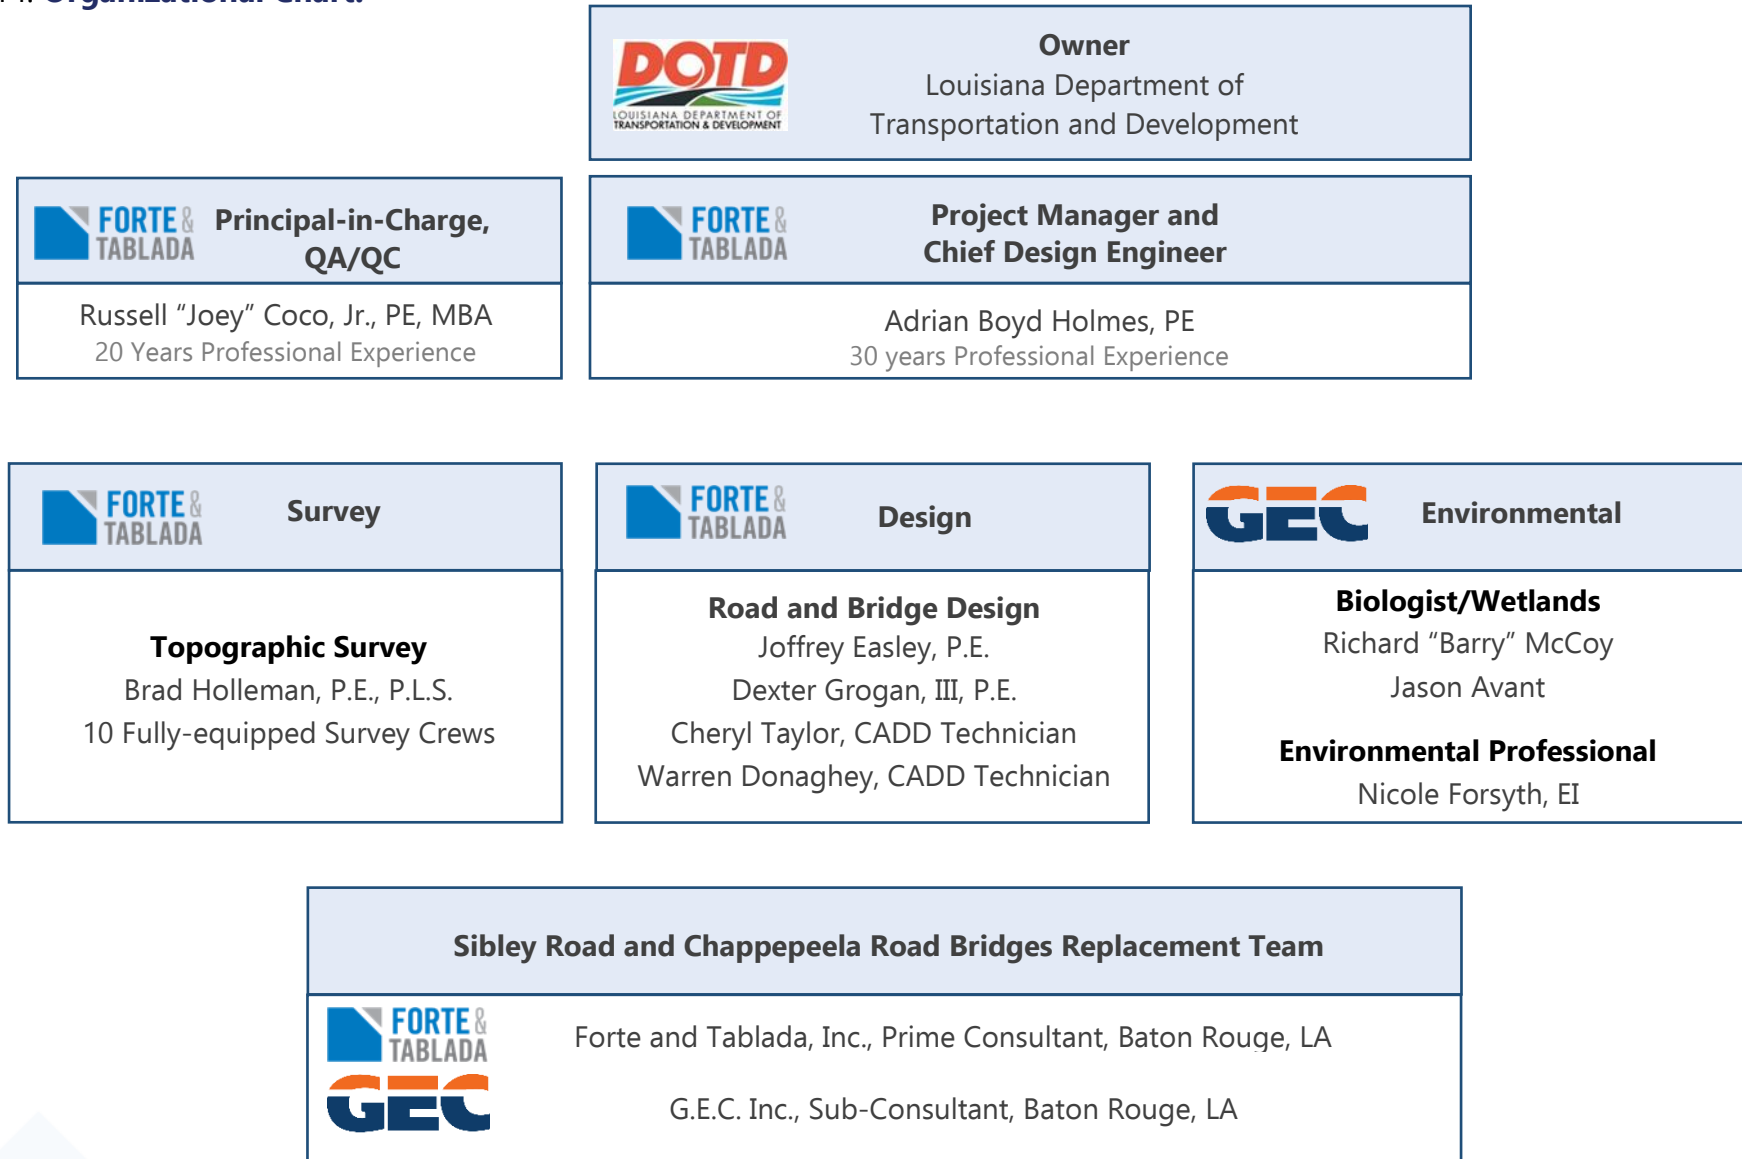 Organizational Chart:
DOTD
LOUISIANA DEPARTMENT OF
TRANSPORTATION & DEVELOPMENT
Owner
Louisiana Department of
Transportation and Development
FORTE &
TABLADA
Principal-in-Charge,
QA/QC
Russell “Joey” Coco, Jr., PE, MBA
20 Years Professional Experience
FORTE &
TABLADA
Project Manager and
Chief Design Engineer
Adrian Boyd Holmes, PE
30 years Professional Experience
FORTE &
TABLADA
Survey
Topographic Survey
Brad Holleman, P.E., P.L.S.
10 Fully-equipped Survey Crews
FORTE &
TABLADA
Design
Road and Bridge Design
Joffrey Easley, P.E.
Dexter Grogan, III, P.E.
Cheryl Taylor, CADD Technician
Warren Donaghey, CADD Technician
GEC
Environmental
Biologist/Wetlands
Richard “Barry” McCoy
Jason Avant
Environmental Professional
Nicole Forsyth, EI
Sibley Road and Chappepeela Road Bridges Replacement Team
FORTE &
TABLADA
Forte and Tablada, Inc., Prime Consultant, Baton Rouge, LA
GEC
G.E.C. Inc., Sub-Consultant, Baton Rouge, LA